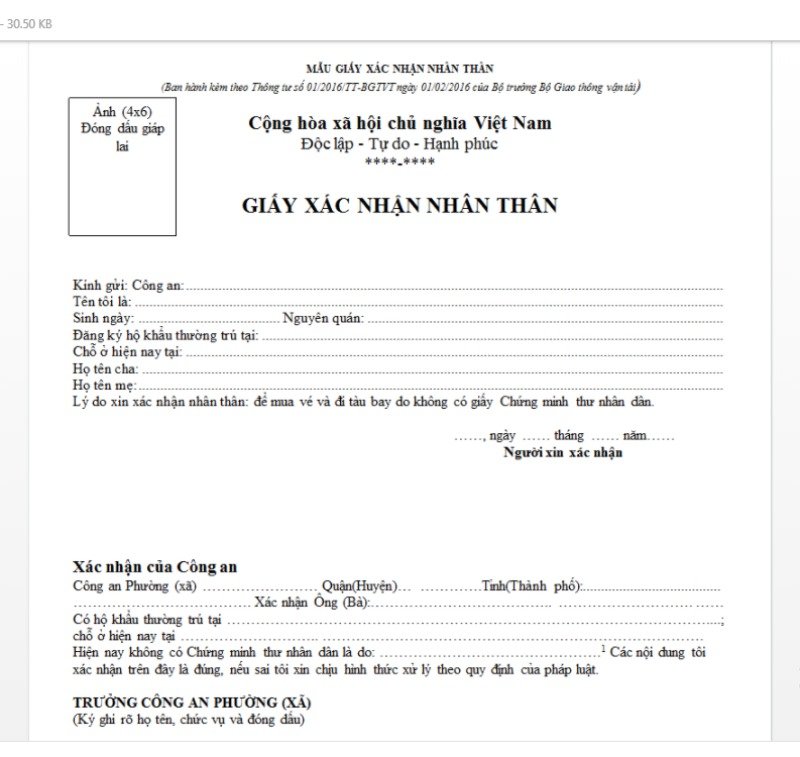 - 30.50 KB
MẪU GIẤY XÁC NHẬN NHÂN THÂN
(Ban hành kèm theo Thông tư số 01/2016/TT-BGTVT ngày 01/02/2016 của Bộ trưởng Bộ Giao thông vận tải)
Ảnh (4x6)
Đóng dấu giáp
lai
Cộng hòa xã hội chủ nghĩa Việt Nam
Độc lập - Tự do - Hạnh phúc
****-****
GIẤY XÁC NHẬN NHÂN THÂN
Kính gửi: Công an:........................................
Tên tôi là: ........................................
Sinh ngày: .............................. Nguyên quán: ........................................
Đăng ký hộ khẩu thường trú tại: ........................................
Chỗ ở hiện nay tại: ........................................
Họ tên cha: ........................................
Họ tên mẹ:........................................
Lý do xin xác nhận nhân thân: để mua vé và đi tàu bay do không có giấy Chứng minh thư nhân dân.
……, ngày …… tháng …… năm……
Người xin xác nhận
Xác nhận của Công an
Công an Phường (xã) ……………………… Quận(Huyện)… ……………Tỉnh(Thành phố):..............................
........................................ Xác nhận Ông (Bà):........................................
Có hộ khẩu thường trú tại ........................................;
chỗ ở hiện nay tại ........................................
Hiện nay không có Chứng minh thư nhân dân là do: ........................................1 Các nội dung tôi
xác nhận trên đây là đúng, nếu sai tôi xin chịu hình thức xử lý theo quy định của pháp luật.
TRƯỞNG CÔNG AN PHƯỜNG (XÃ)
(Ký ghi rõ họ tên, chức vụ và đóng dấu)